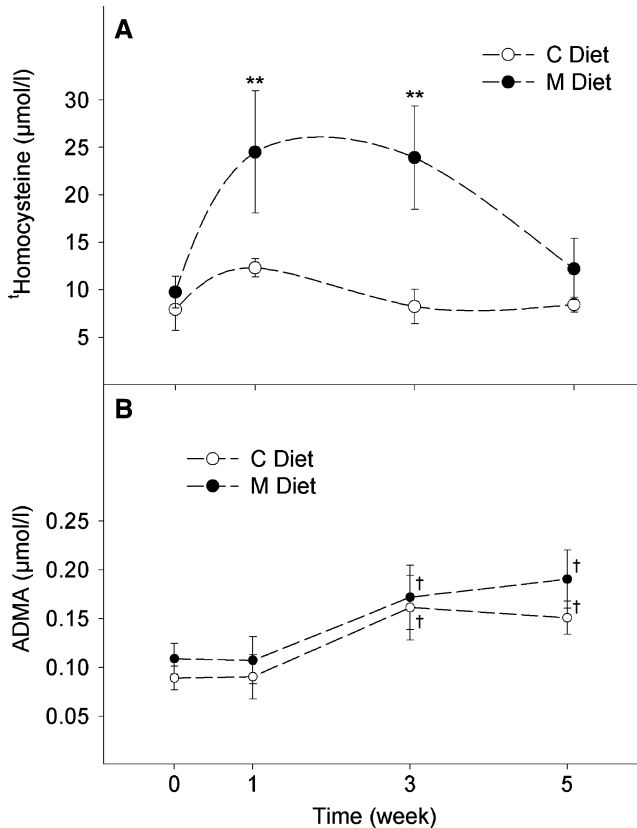 A
C Diet
M Diet
**
**
30
25
20
15
10
5
tHomocysteine (μmol/l)
B
C Diet
M Diet
0.25
0.20
0.15
0.10
0.05
ADMA (μmol/l)
†
†
†
†
0
1
3
5
Time (week)